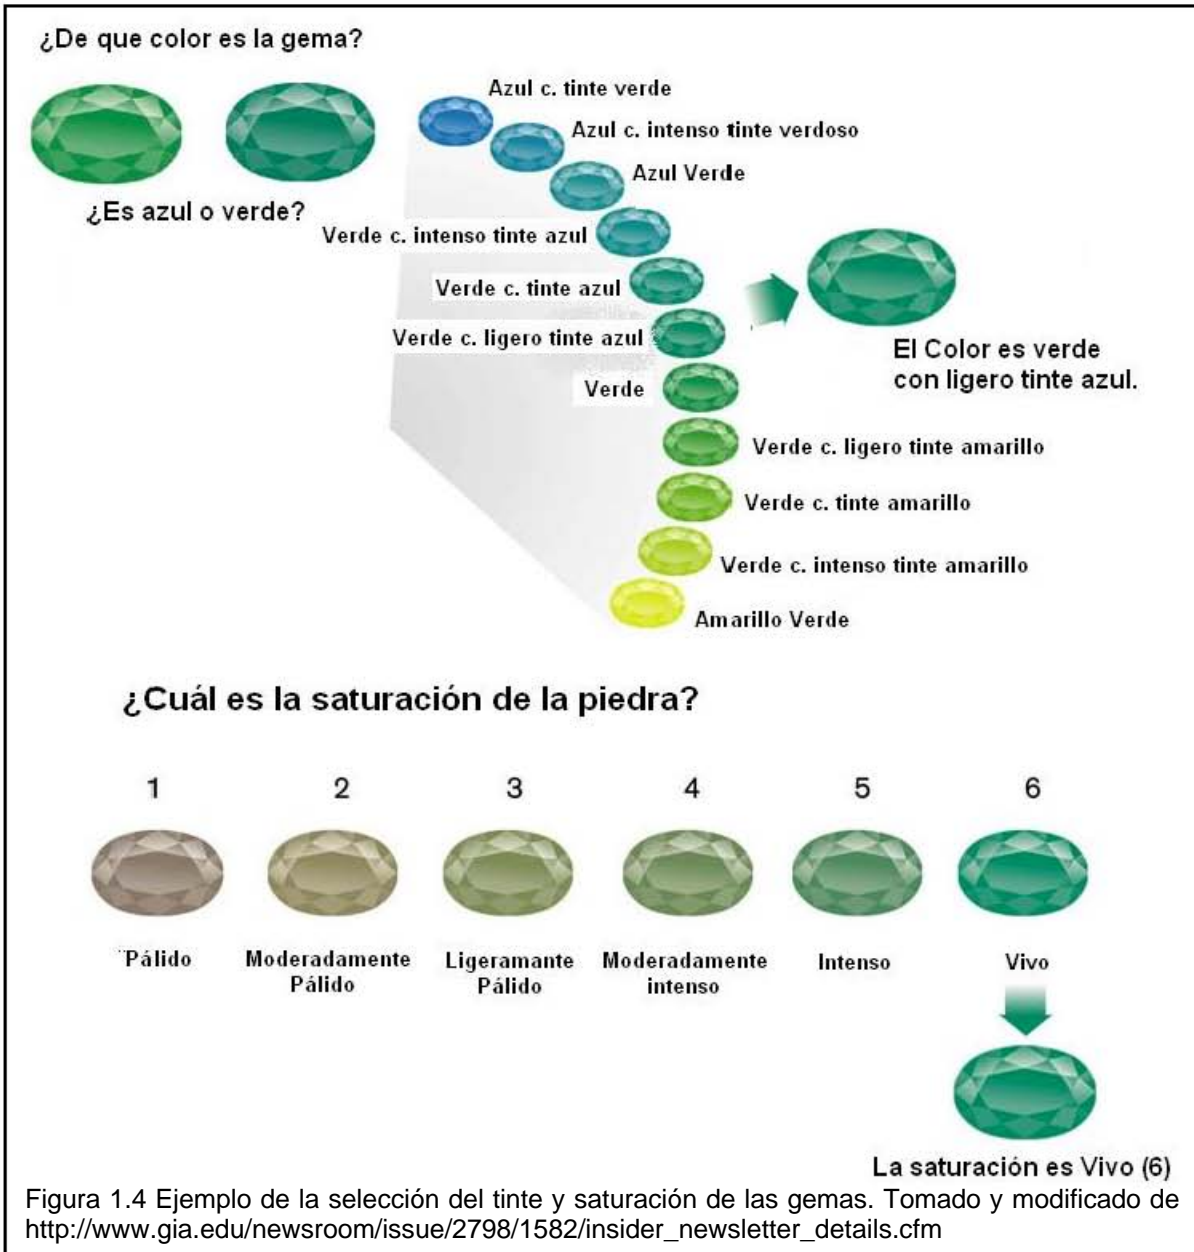 ¿De que color es la gema?
Azul c. tinte verde
Azul c. intenso tinte verdoso
Azul Verde
¿Es azul o verde?
Verde c. intenso tinte azul
Verde c. tinte azul
Verde c. ligero tinte azul
El Color es verde
con ligero tinte azul.
Verde
Verde c. ligero tinte amarillo
Verde c. tinte amarillo
Verde c. intenso tinte amarillo
Amarillo Verde
¿Cuál es la saturación de la piedra?
1 2 3 4 5 6
Pálido Moderadamente Ligeramante Moderadamente Intenso Vivo
Pálido Pálido intenso
La saturación es Vivo (6)
Figura 1.4 Ejemplo de la selección del tinte y saturación de las gemas. Tomado y modificado de
http://www.gia.edu/newsroom/issue/2798/1582/insider_newsletter_details.cfm